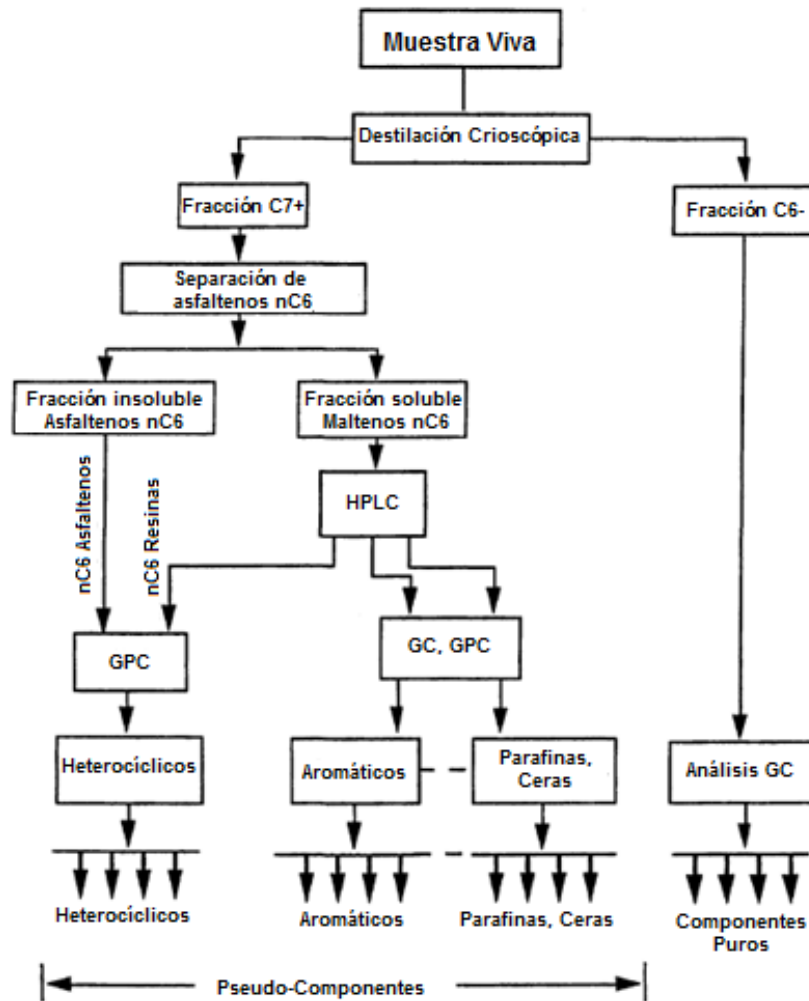 Muestra Viva
Destilación Crioscópica
Fracción C7+
Fracción C6-
Separación de
asfaltenos nC6
Fracción insoluble
Asfaltenos nC6
Fracción soluble
Maltenos nC6
nC6 Asfaltenos
nC6 Resinas
HPLC
GPC
GC, GPC
Heterocíclicos
Aromáticos
Parafinas,
Ceras
Análisis GC
Heterocíclicos
Aromáticos
Parafinas, Ceras
Componentes
Puros
Pseudo-Componentes